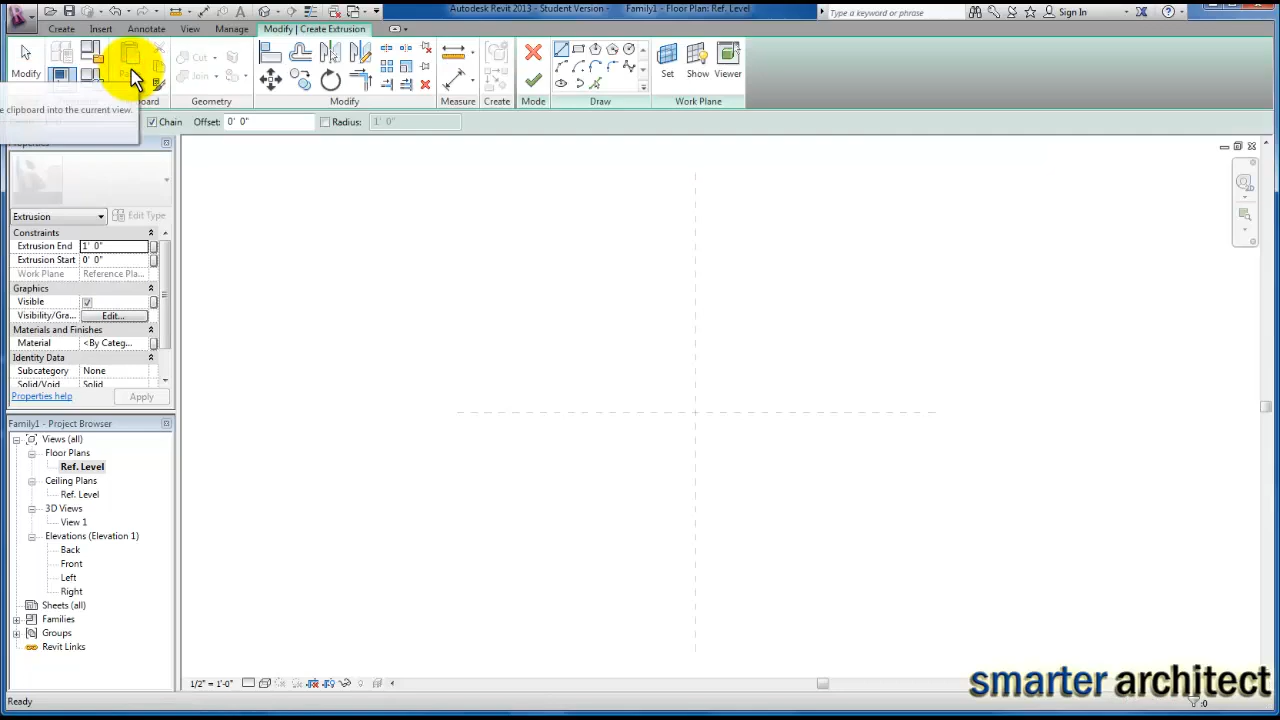 Autodesk Revit 2013 - Student Version - Family1 - Floor Plan: Ref. Level
Type a keyword or phrase
Sign In
Create Insert Annotate View Manage Modify | Create Extrusion
Modify
Cut
Join
Set Show Viewer
Geometry Modify Measure Create Mode Draw Work Plane
e clipboard into the current view.
Chain Offset: 0' 0" Radius: 1' 0"
Properties
Extrusion Edit Type
Constraints
Extrusion End 1' 0"
Extrusion Start 0' 0"
Work Plane Reference Pla...
Graphics
Visible
Visibility/Gra... Edit...
Materials and Finishes
Material <By Categ...
Identity Data
Subcategory None
Solid/Void Solid
Properties help Apply
Family1 - Project Browser
Views (all)
Floor Plans
Ref. Level
Ceiling Plans
Ref. Level
3D Views
View 1
Elevations (Elevation 1)
Back
Front
Left
Right
Sheets (all)
Families
Groups
Revit Links
1/2" = 1'-0"
smarter architect
Ready
:0